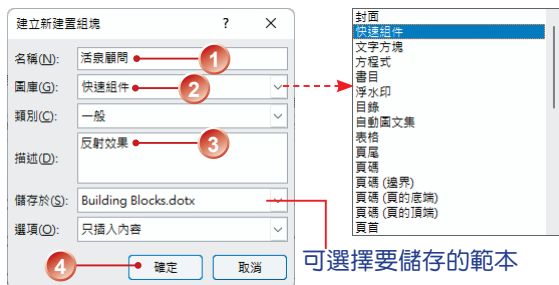 建立新建置組塊 ? ×
名稱(N): 活泉顧問 1
圖庫(G): 快速組件 2
類別(C): 一般
描述(D): 反射效果 3
儲存於(S): Building Blocks.dotx
選項(O): 只插入內容
4 確定 取消
封面
快速組件
文字方塊
方程式
書目
浮水印
目錄
自動圖文集
表格
頁尾
頁碼
頁碼 (邊界)
頁碼 (頁的底端)
頁碼 (頁的頂端)
頁首
可選擇要儲存的範本